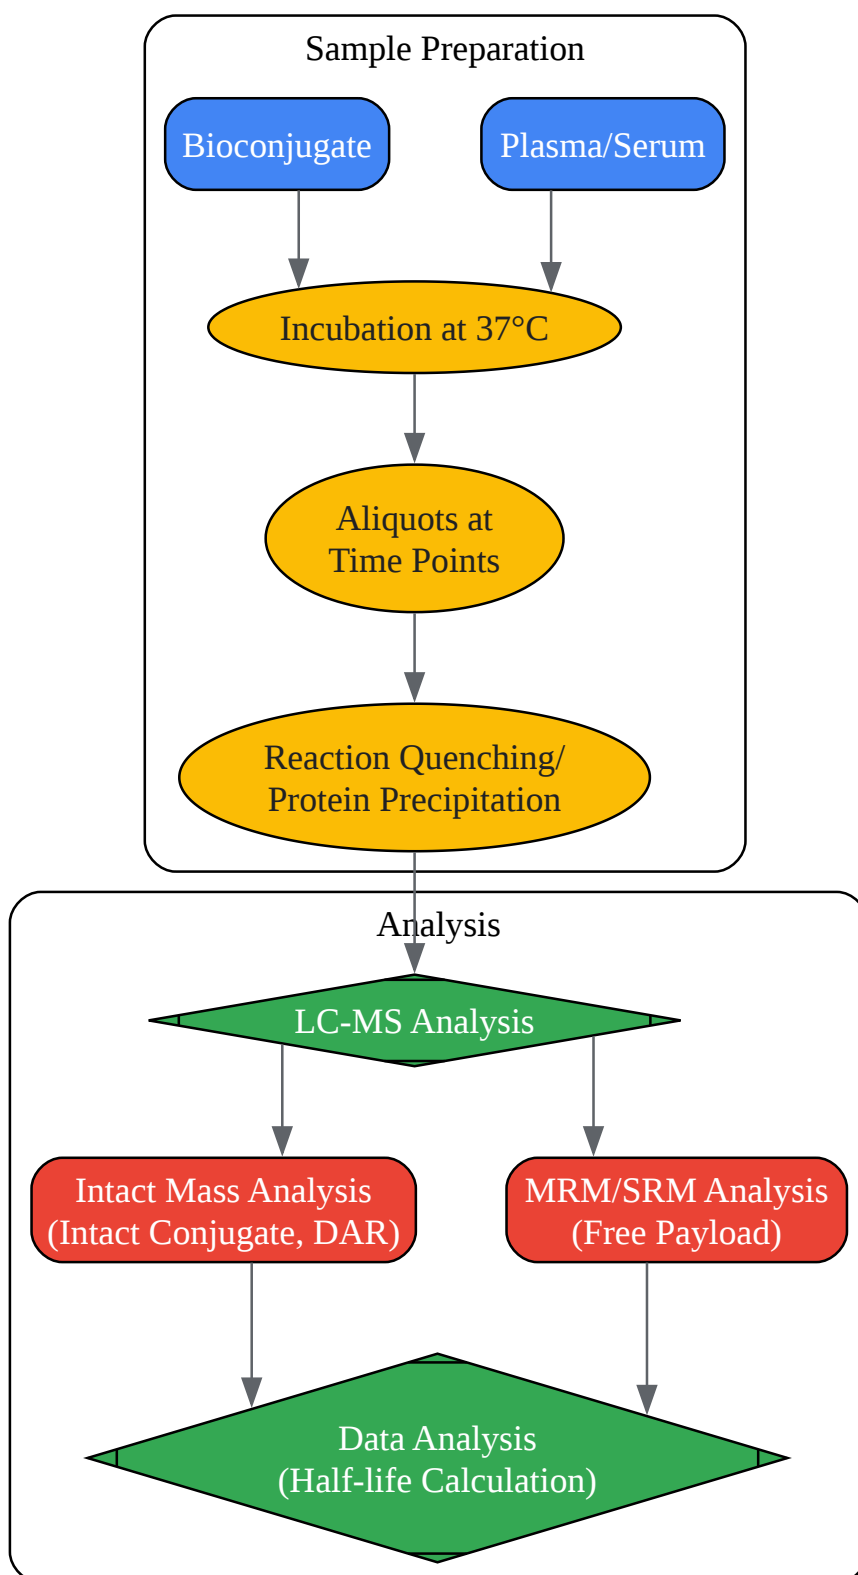 Sample Preparation
Bioconjugate
Plasma/Serum
Incubation at 37°C
Aliquots at
Time Points
Reaction Quenching/
Protein Precipitation
Analysis
LC-MS Analysis
Intact Mass Analysis
(Intact Conjugate, DAR)
MRM/SRM Analysis
(Free Payload)
Data Analysis
(Half-life Calculation)